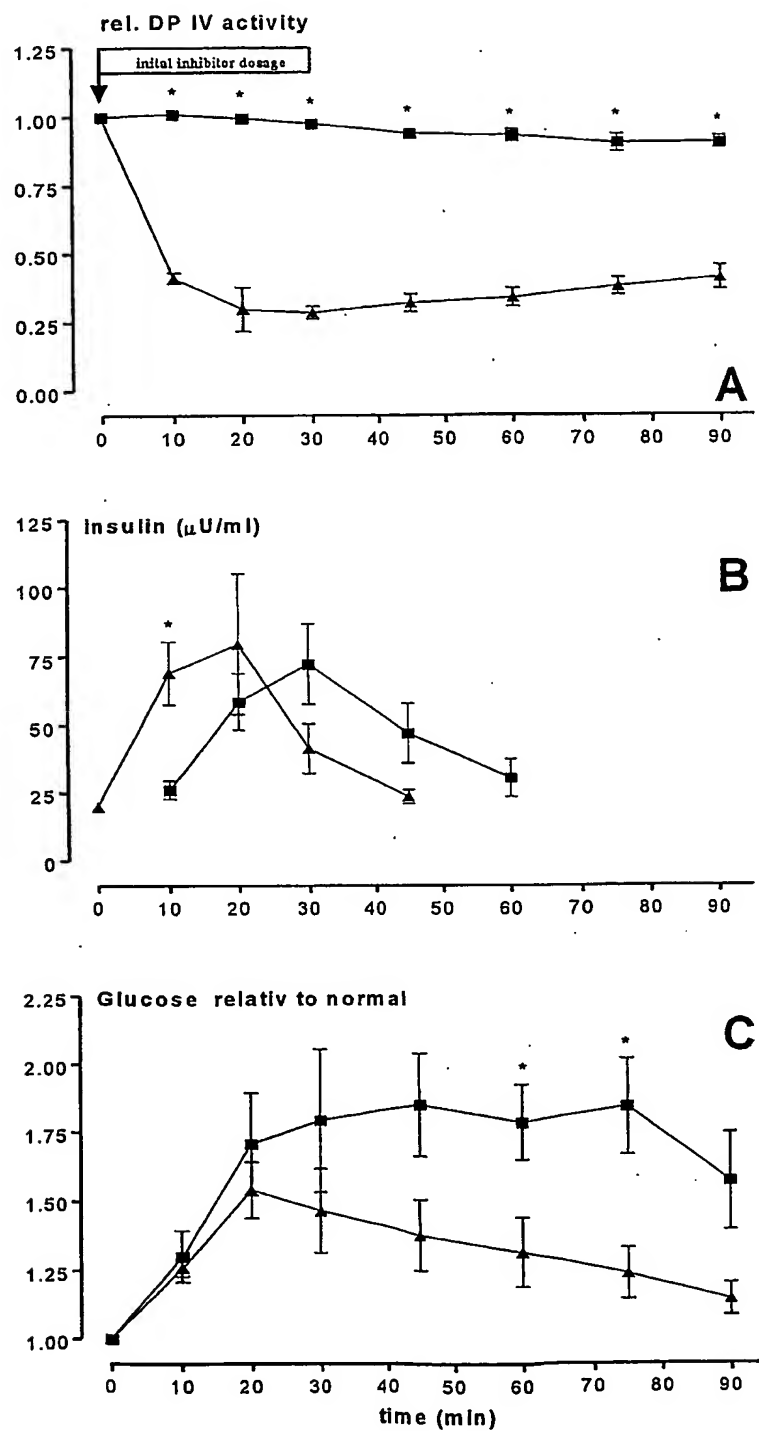 rel. DP IV activity
inital inhibitor dosage
1.25
1.00
0.75
0.50
0.25
0.00
* * * * * * *
A
0 10 20 30 40 50 60 70 80 90
Insulin (µU/ml)
125
100
75
50
25
0
*
B
0 10 20 30 40 50 60 70 80 90
Glucose relativ to normal
2.25
2.00
1.75
1.50
1.25
1.00
* *
C
0 10 20 30 40 50 60 70 80 90
time (min)